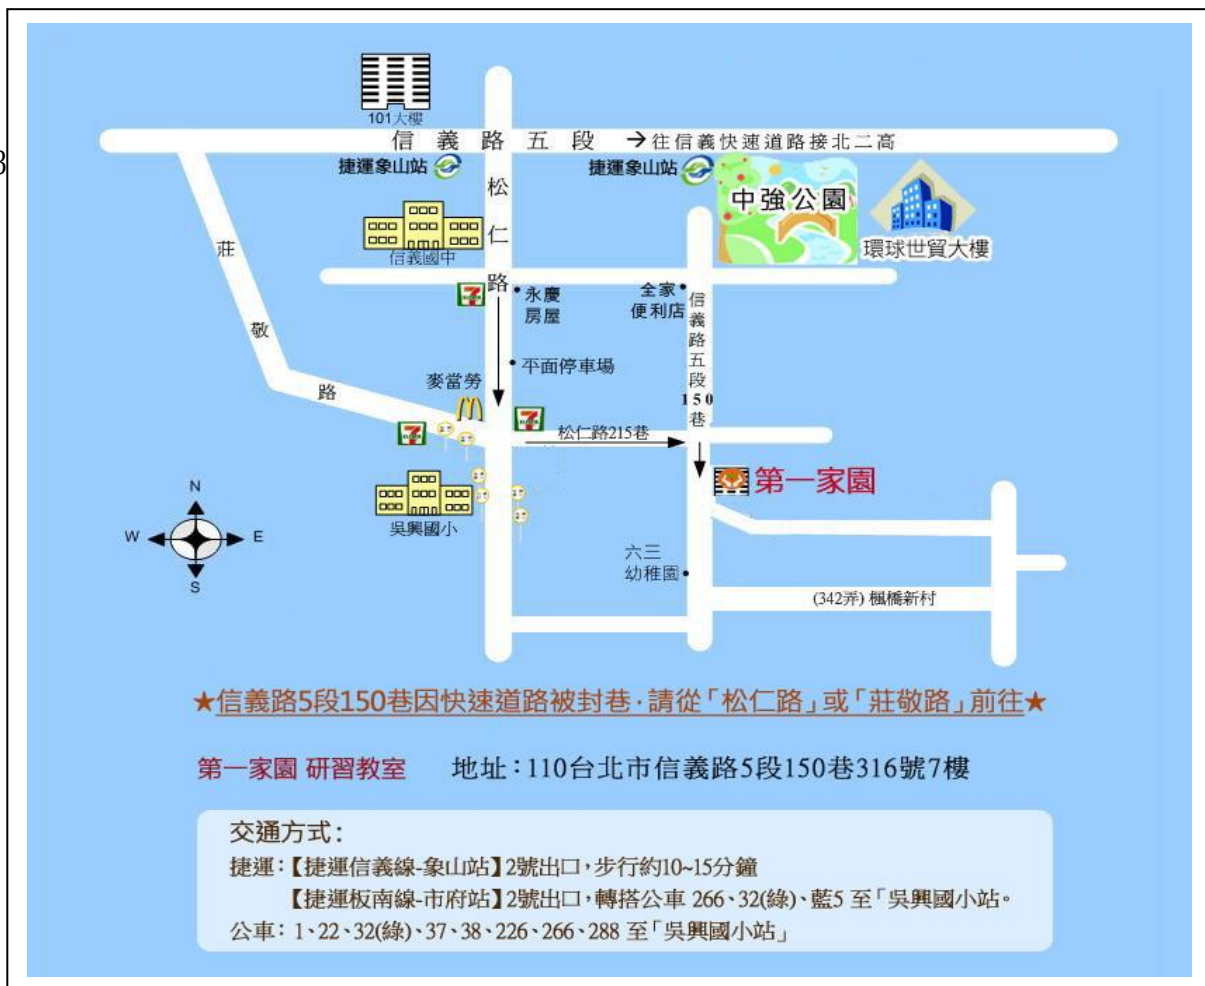 101大樓
信義路五段 →往信義快速道路接北二高
3
捷運象山站
捷運象山站
松仁路
中強公園
環球世貿大樓
信義國中
莊敬路
7
ELEVEN
永慶
房屋
全家
便利店
信義路五段150巷
平面停車場
麥當勞
7
ELEVEN
7
ELEVEN
松仁路215巷
第一家園
吳興國小
N
W
E
S
六三
幼稚園
(342弄) 楓橋新村
★信義路5段150巷因快速道路被封巷‧請從「松仁路」或「莊敬路」前往★
第一家園 研習教室 地址：110台北市信義路5段150巷316號7樓
交通方式：
捷運：【捷運信義線-象山站】2號出口，步行約10~15分鐘
【捷運板南線-市府站】2號出口，轉搭公車 266、32(綠)、藍5 至「吳興國小站。
公車：1、22、32(綠)、37、38、226、266、288 至「吳興國小站」